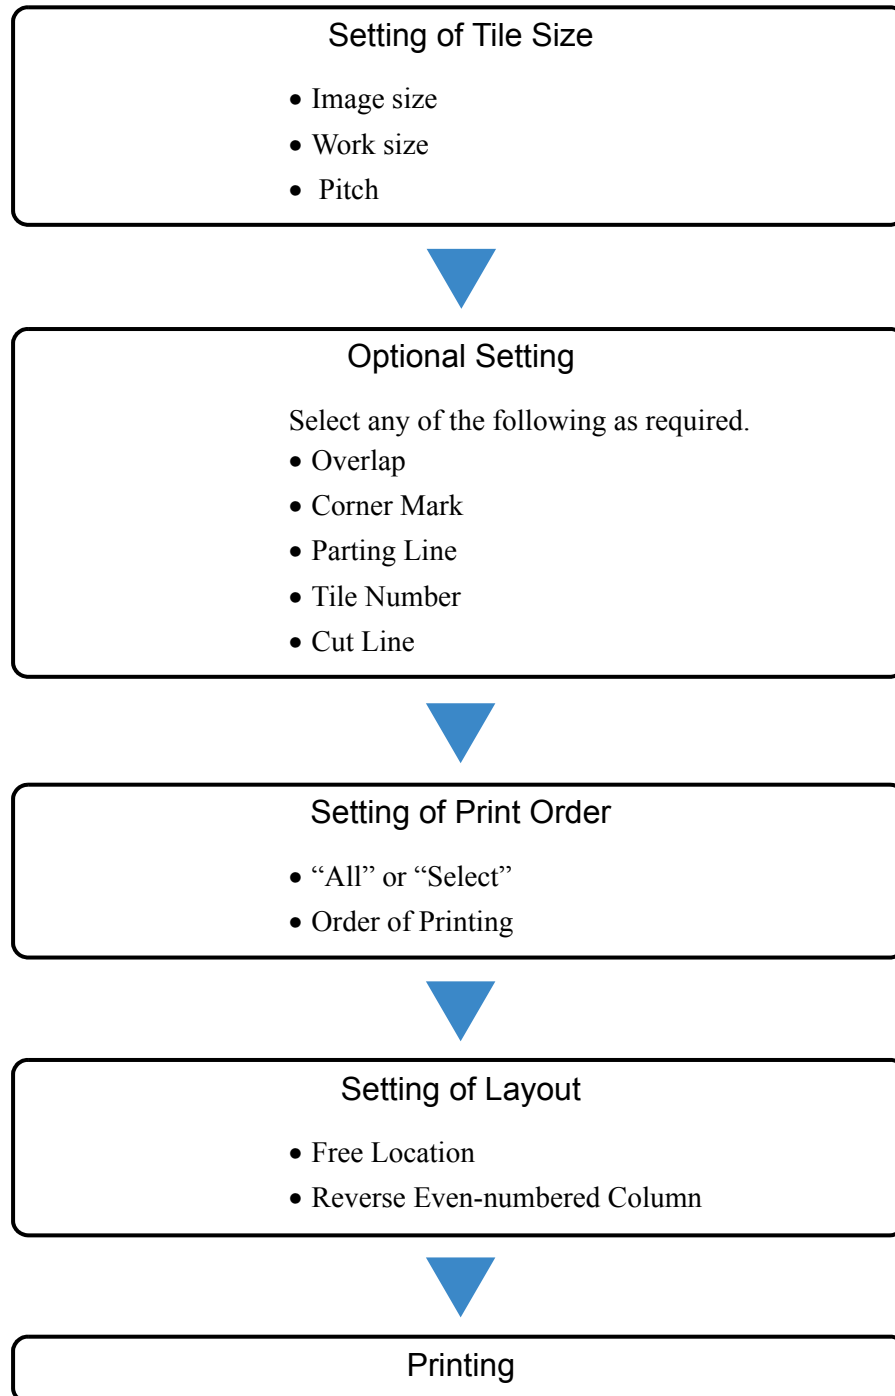 Setting of Tile Size
• Image size
• Work size
• Pitch
Optional Setting
Select any of the following as required.
• Overlap
• Corner Mark
• Parting Line
• Tile Number
• Cut Line
Setting of Print Order
• “All” or “Select”
• Order of Printing
Setting of Layout
• Free Location
• Reverse Even-numbered Column
Printing